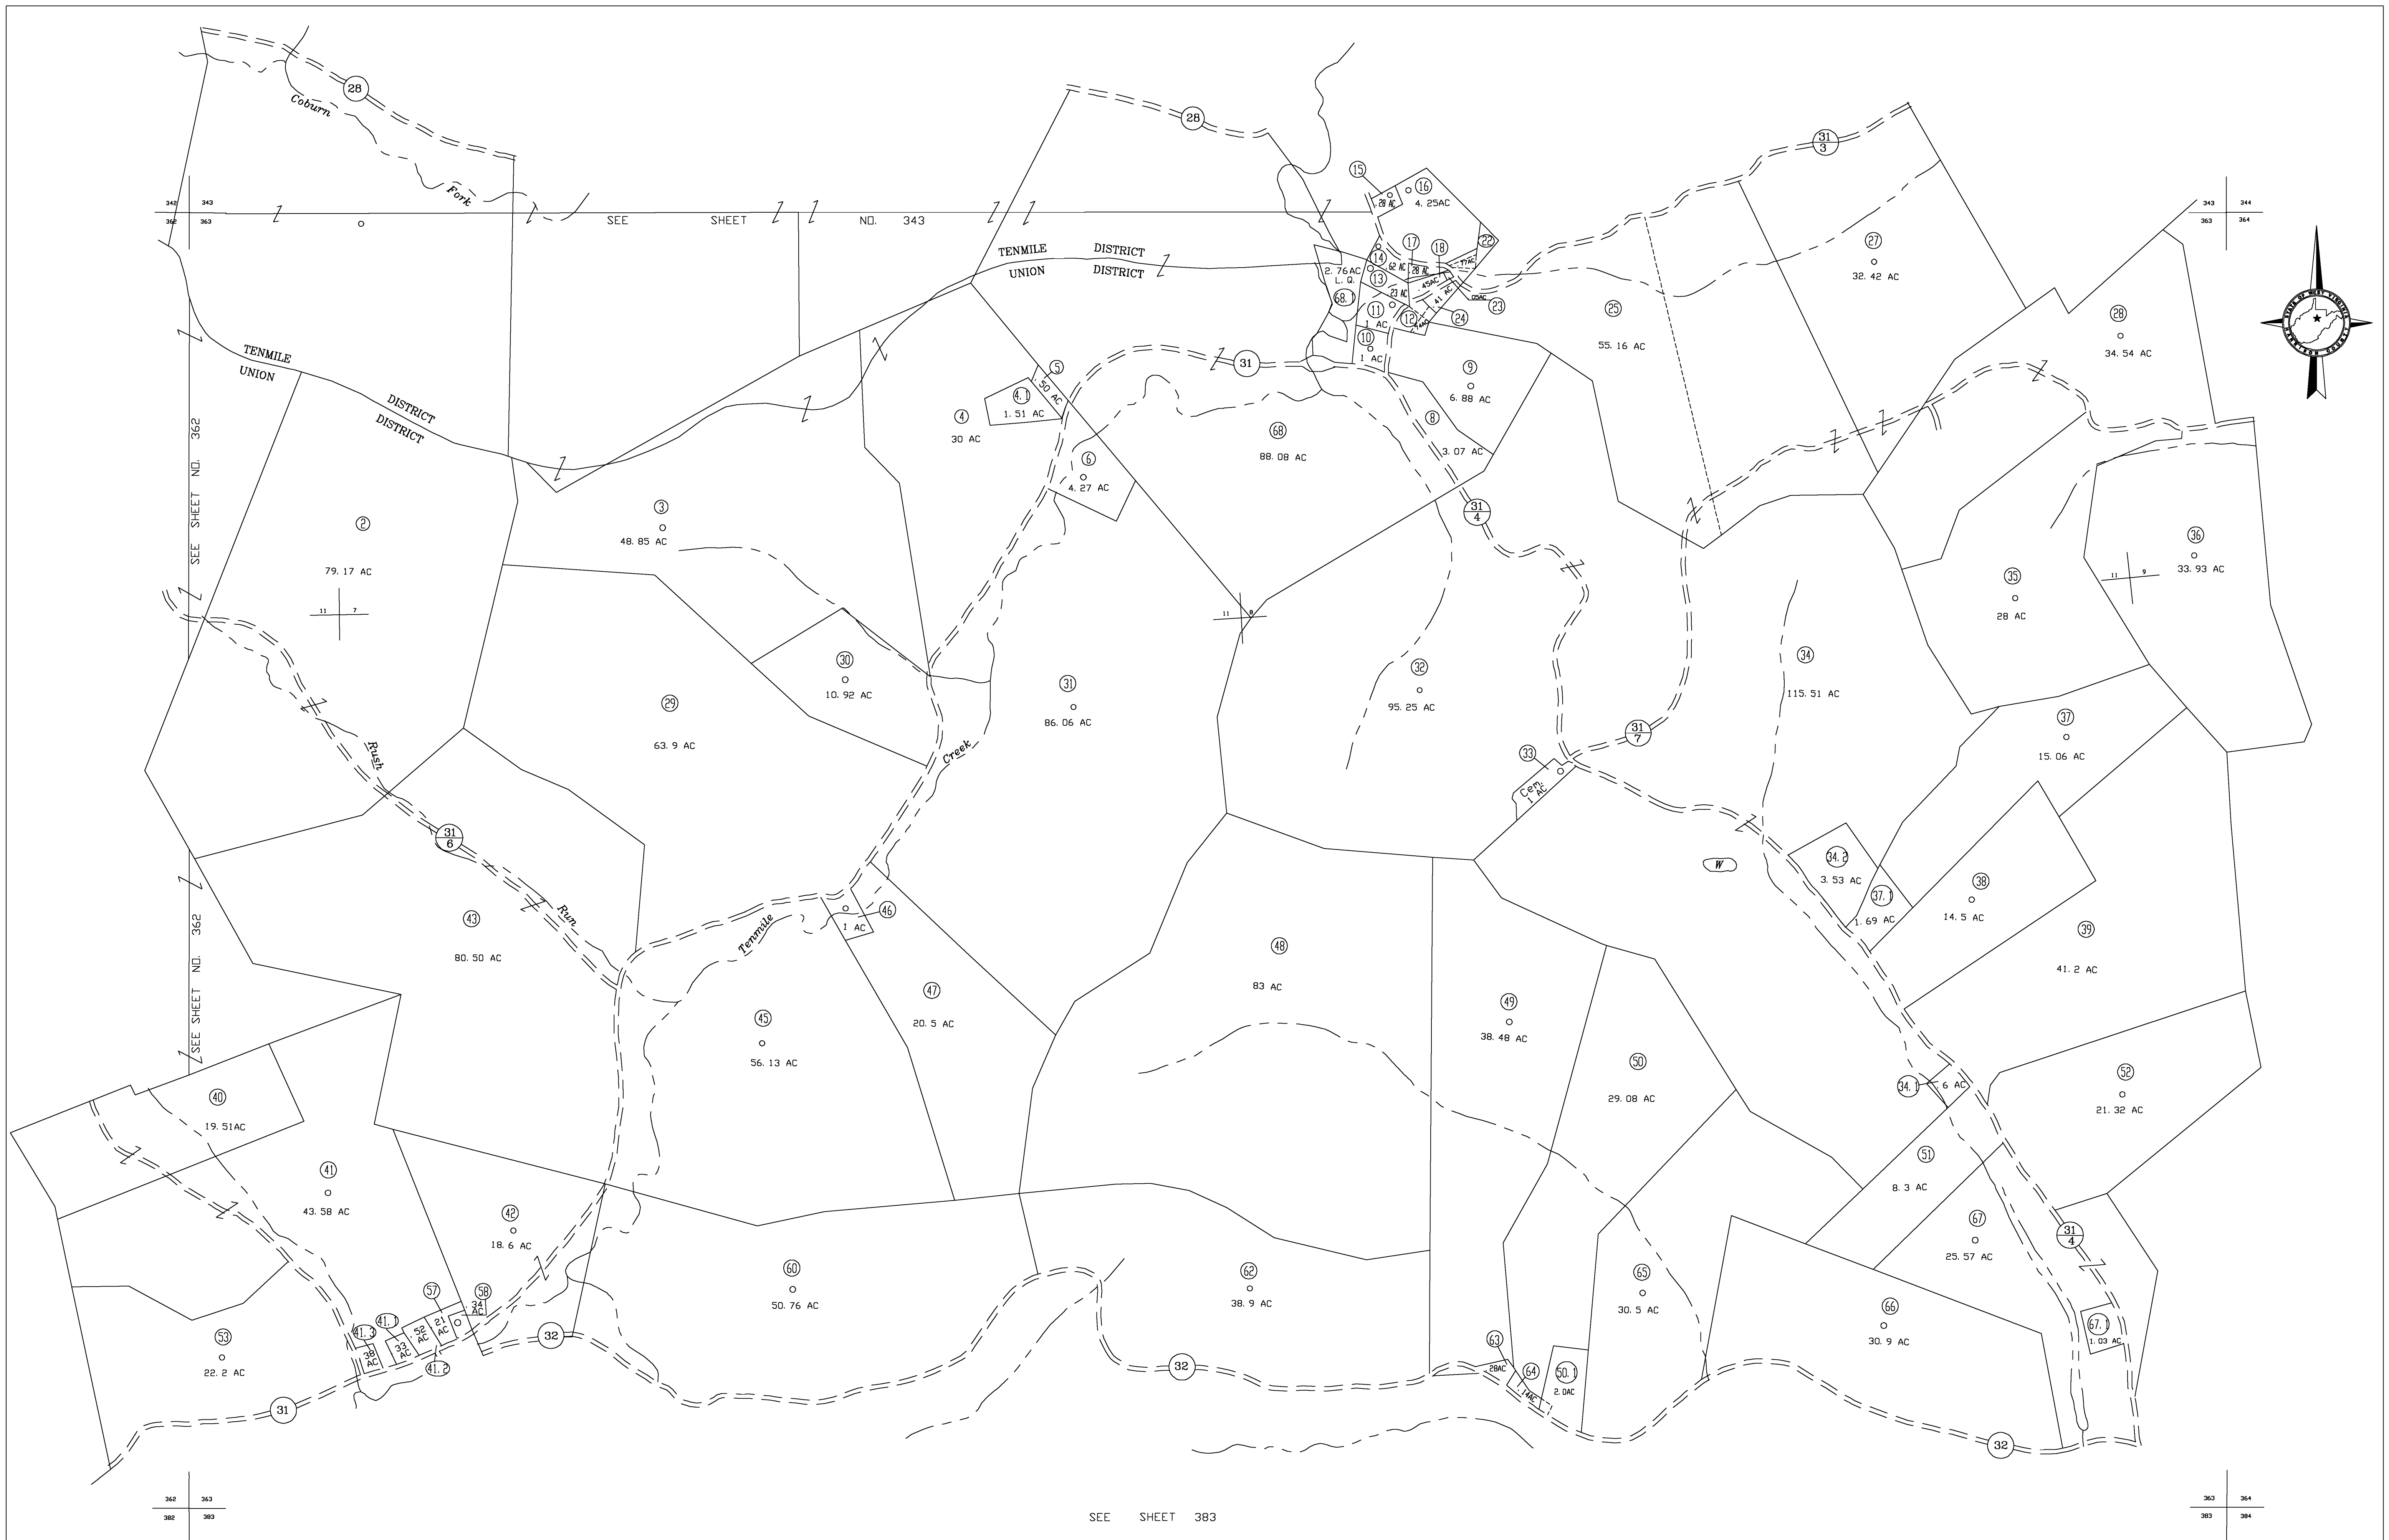 28
Coburn
Fork
28
31
3
342 343
362 363
SEE SHEET NO. 343
343 344
363 364
TENMILE DISTRICT
UNION DISTRICT
15
.28 AC
16
4.25AC
14
17
18
22
.77AC
.62 AC
.28 AC
2.76AC
L.Q.
68.1
13
.23 AC
.45AC
.41 AC
.05AC
23
24
11
1 AC
12
10
1 AC
27
32.42 AC
25
55.16 AC
28
34.54 AC
STATE OF WEST VIRGINIA
TENMILE
UNION
DISTRICT
DISTRICT
SEE SHEET NO. 362
31
5
.50 AC
4.1
1.51 AC
4
30 AC
9
6.88 AC
8
3.07 AC
68
88.08 AC
6
4.27 AC
2
79.17 AC
11 7
3
48.85 AC
31
4
36
33.93 AC
11 9
35
28 AC
11 8
30
10.92 AC
29
63.9 AC
31
86.06 AC
32
95.25 AC
34
115.51 AC
37
15.06 AC
31
7
33
Cem.
1 AC
Rush
Creek
31
6
W
34.2
3.53 AC
37.1
1.69 AC
38
14.5 AC
39
41.2 AC
43
80.50 AC
Run
Tenmile
46
1 AC
SEE SHEET NO. 362
48
83 AC
47
20.5 AC
49
38.48 AC
45
56.13 AC
50
29.08 AC
34.1
.6 AC
52
21.32 AC
40
19.51AC
41
43.58 AC
51
8.3 AC
42
18.6 AC
67
25.57 AC
31
4
60
50.76 AC
62
38.9 AC
65
30.5 AC
66
30.9 AC
67.1
1.03 AC
57
58
.34
AC
41.1
41.3
.52
AC
.21
AC
.33
AC
.38
AC
41.2
53
22.2 AC
32
32
63
.28AC
64
.14AC
50.1
2.0AC
31
32
362 363
382 383
SEE SHEET 383
363 364
383 384